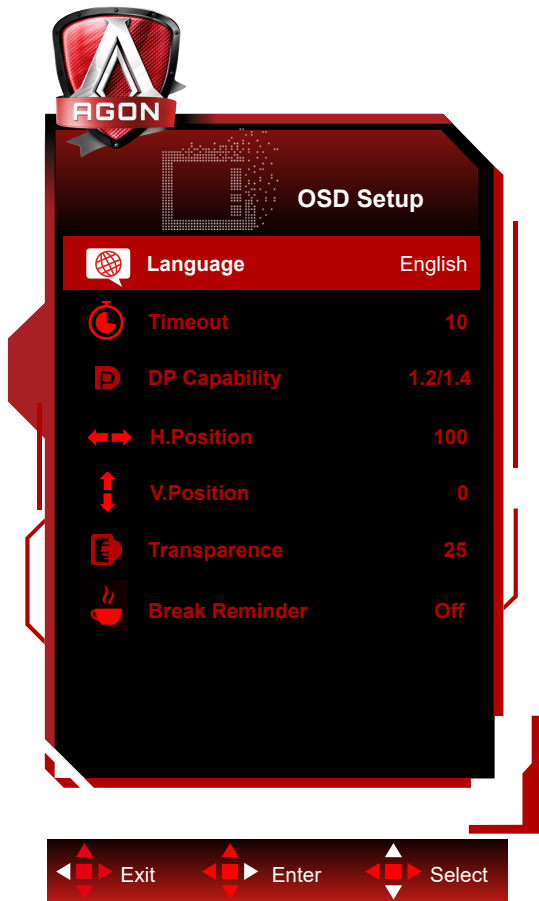 AGON
OSD Setup
Language English
Timeout 10
DP Capability 1.2/1.4
H.Position 100
V.Position 0
Transparence 25
Break Reminder Off
Exit Enter Select